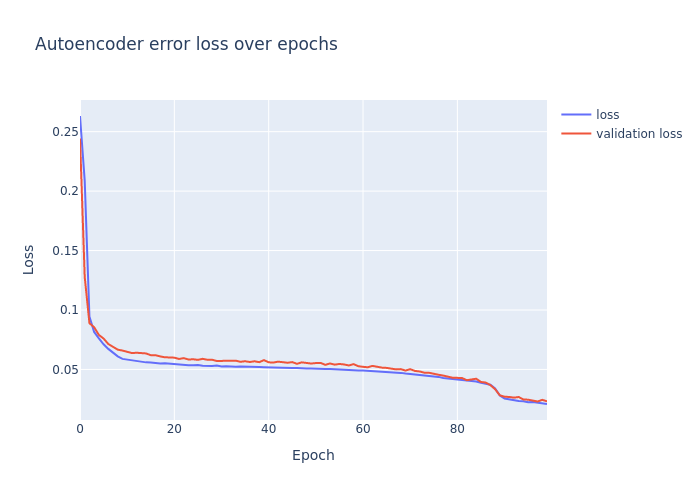 Autoencoder error loss over epochs
loss
validation loss
0.25
0.2
0.15
0.1
0.05
Loss
0 20 40 60 80
Epoch